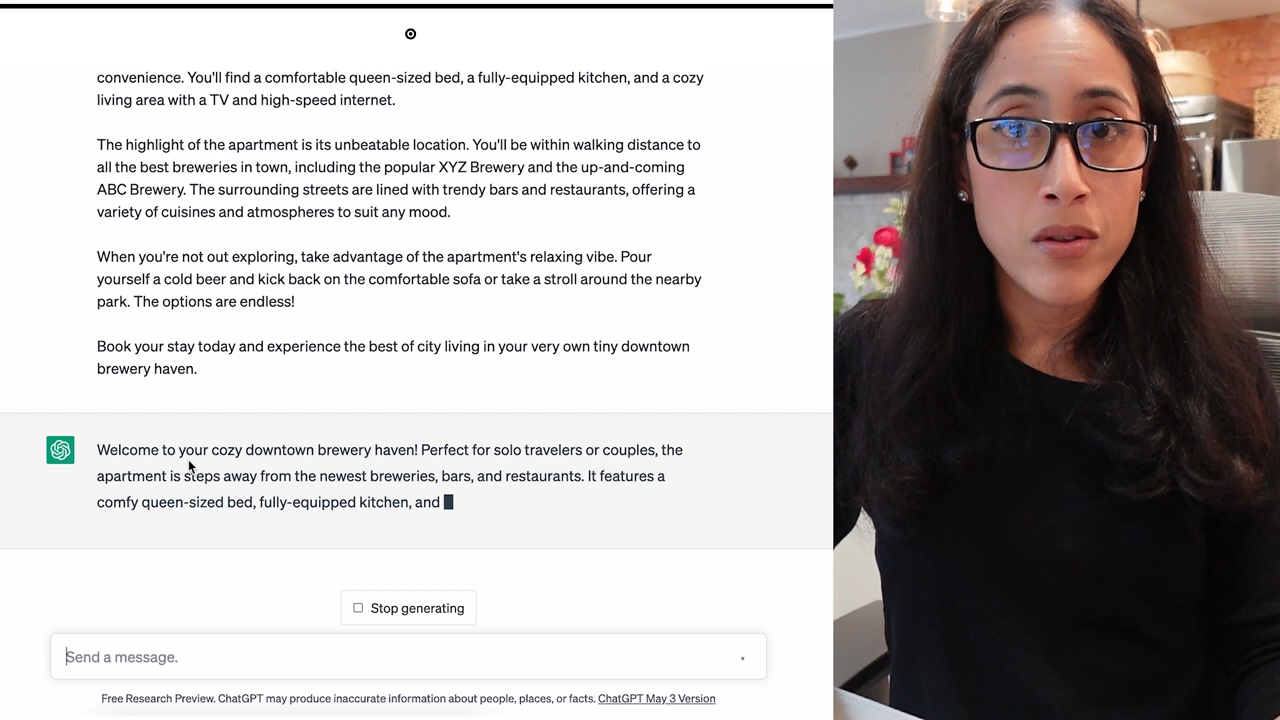 convenience. You'll find a comfortable queen-sized bed, a fully-equipped kitchen, and a cozy
living area with a TV and high-speed internet.
The highlight of the apartment is its unbeatable location. You'll be within walking distance to
all the best breweries in town, including the popular XYZ Brewery and the up-and-coming
ABC Brewery. The surrounding streets are lined with trendy bars and restaurants, offering a
variety of cuisines and atmospheres to suit any mood.
When you're not out exploring, take advantage of the apartment's relaxing vibe. Pour
yourself a cold beer and kick back on the comfortable sofa or take a stroll around the nearby
park. The options are endless!
Book your stay today and experience the best of city living in your very own tiny downtown
brewery haven.
Welcome to your cozy downtown brewery haven! Perfect for solo travelers or couples, the
apartment is steps away from the newest breweries, bars, and restaurants. It features a
comfy queen-sized bed, fully-equipped kitchen, and
Stop generating
Send a message.
Free Research Preview. ChatGPT may produce inaccurate information about people, places, or facts. ChatGPT May 3 Version